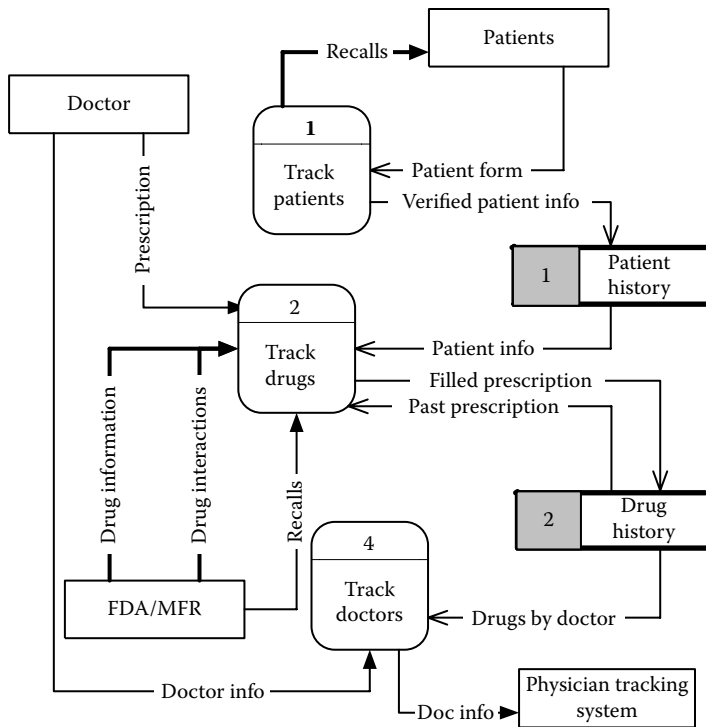 Recalls
Patients
Doctor
1
Track
patients
Patient form
Verified patient info
Prescription
1
Patient
history
2
Track
drugs
Patient info
Filled prescription
Past prescription
Drug information
Drug interactions
Recalls
2
Drug
history
4
Track
doctors
FDA/MFR
Drugs by doctor
Doctor info
Doc info
Physician tracking
system